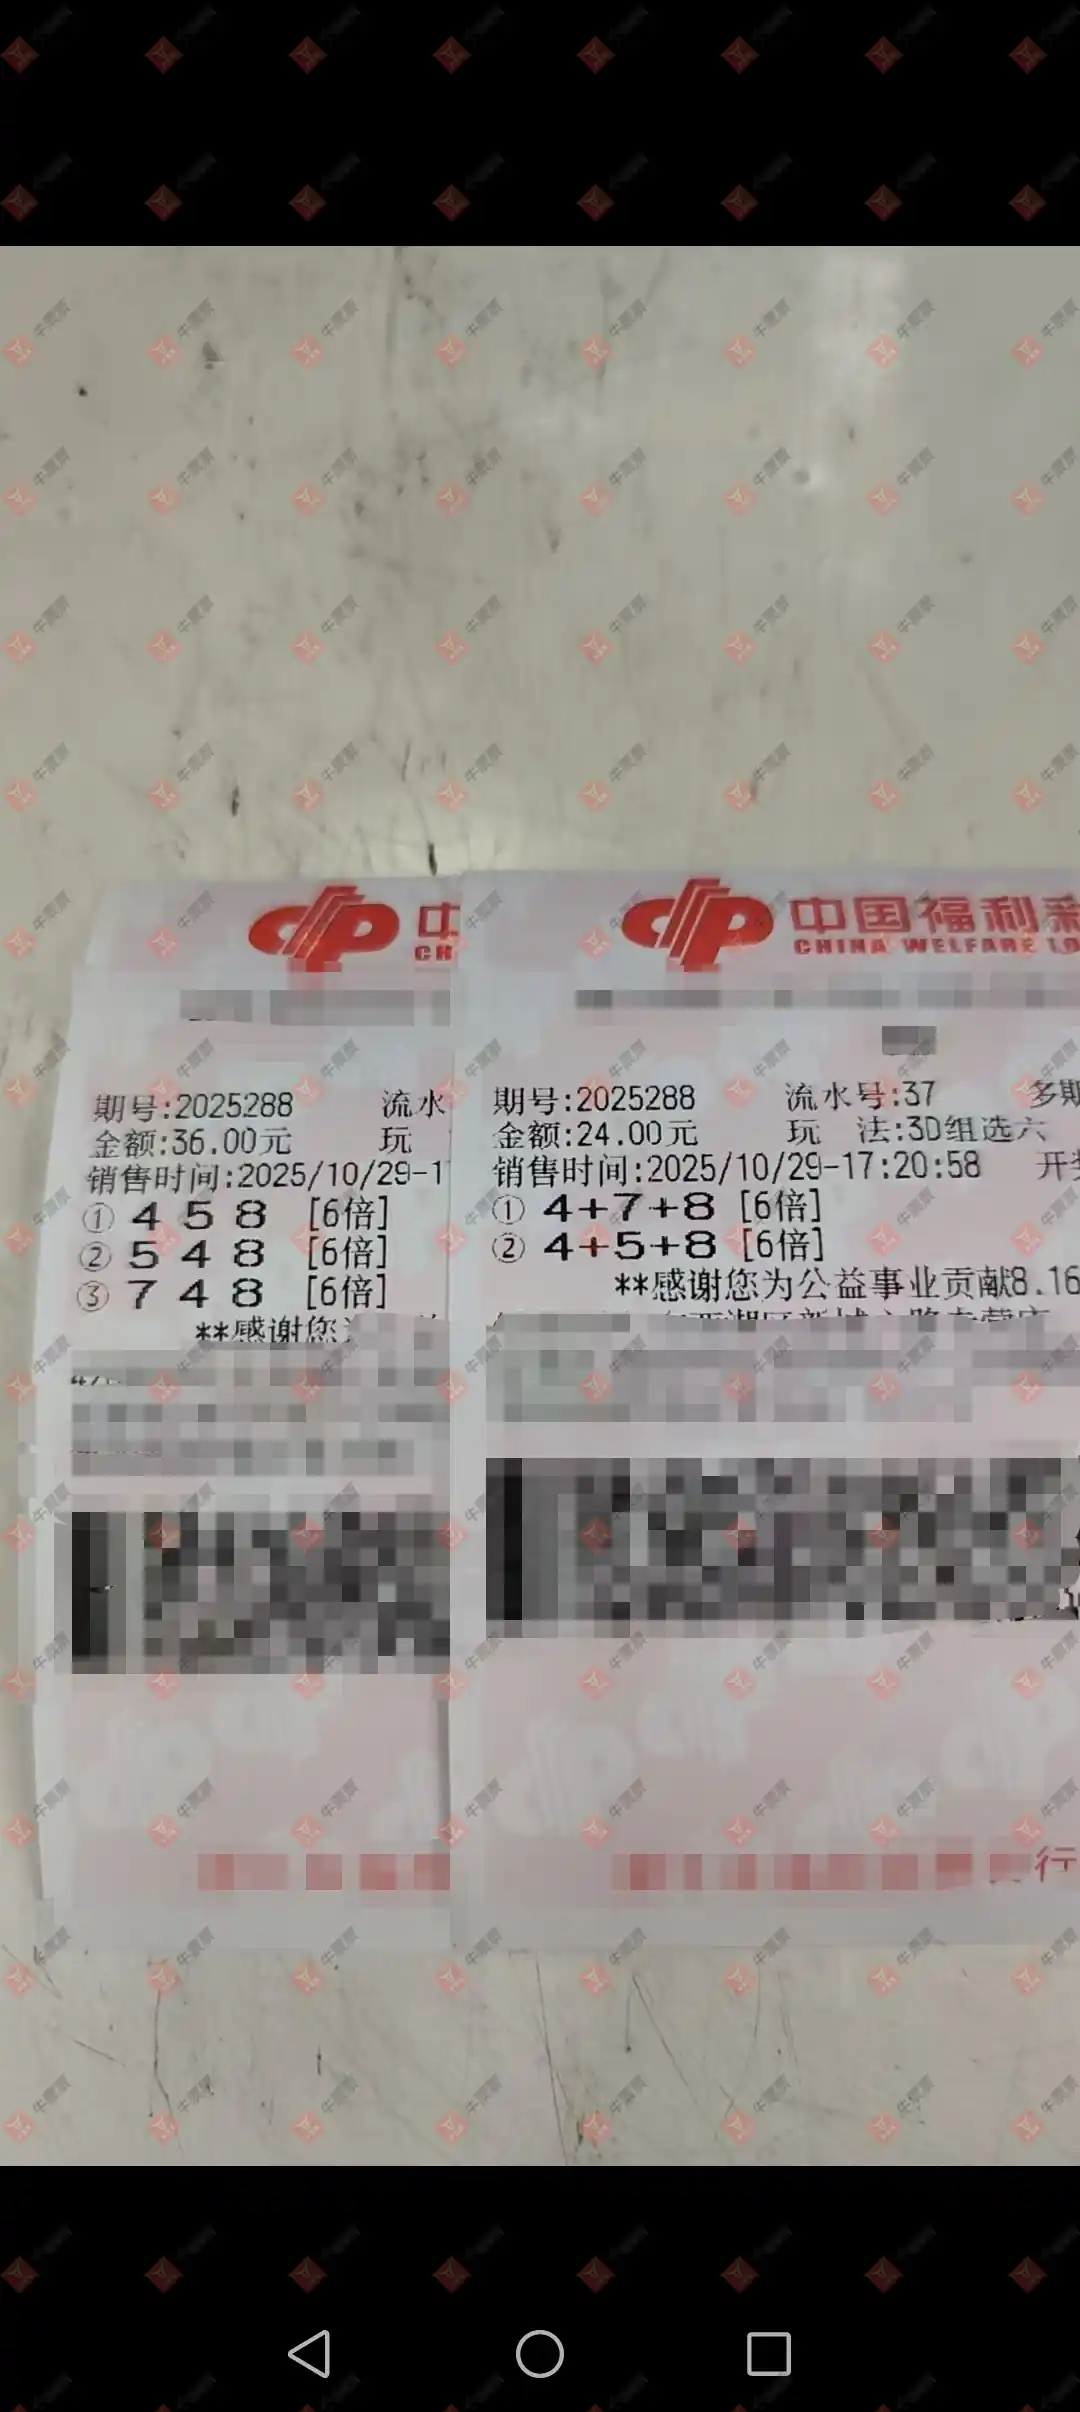 中
CH
期号:2025288 流水
金额:36.00元 玩
销售时间:2025/10/29-1
① 4 5 8 [6倍]
② 5 4 8 [6倍]
③ 7 4 8 [6倍]
**感谢您
中国福利彩
CHINA WELFARE LO
期号:2025288 流水号:37 多期
金额:24.00元 玩 法:3D组选六
销售时间:2025/10/29-17:20:58 开奖
① 4+7+8 [6倍]
② 4+5+8 [6倍]
**感谢您为公益事业贡献8.16
行
牛票票